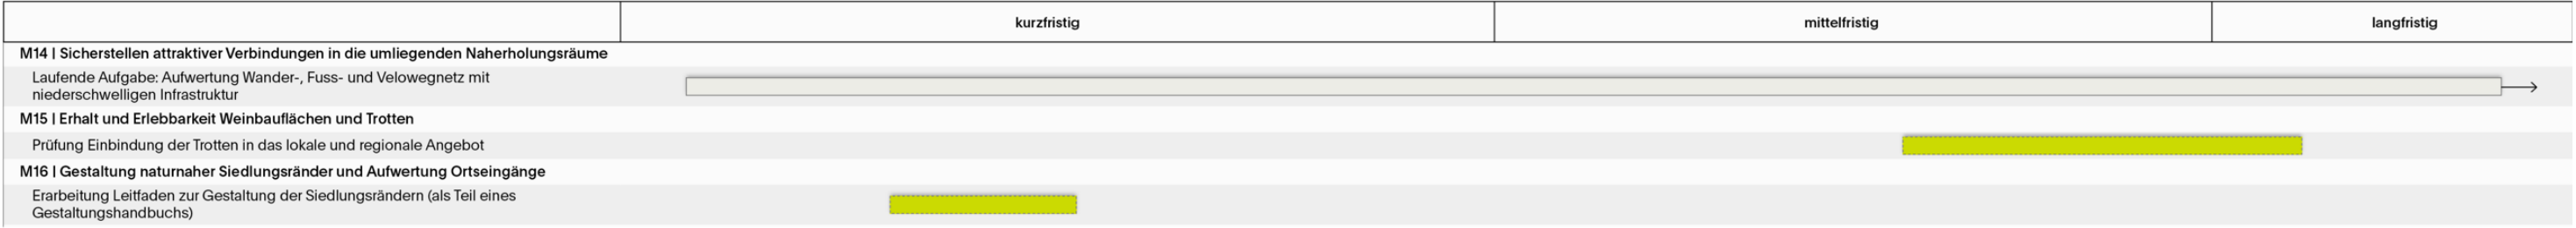 kurzfristig mittelfristig langfristig
M14 | Sicherstellen attraktiver Verbindungen in die umliegenden Naherholungsräume
Laufende Aufgabe: Aufwertung Wander-, Fuss- und Velowegnetz mit
niederschwelligen Infrastruktur
M15 | Erhalt und Erlebbarkeit Weinbauflächen und Trotten
Prüfung Einbindung der Trotten in das lokale und regionale Angebot
M16 | Gestaltung naturnaher Siedlungsränder und Aufwertung Ortseingänge
Erarbeitung Leitfaden zur Gestaltung der Siedlungsrändern (als Teil eines
Gestaltungshandbuchs)